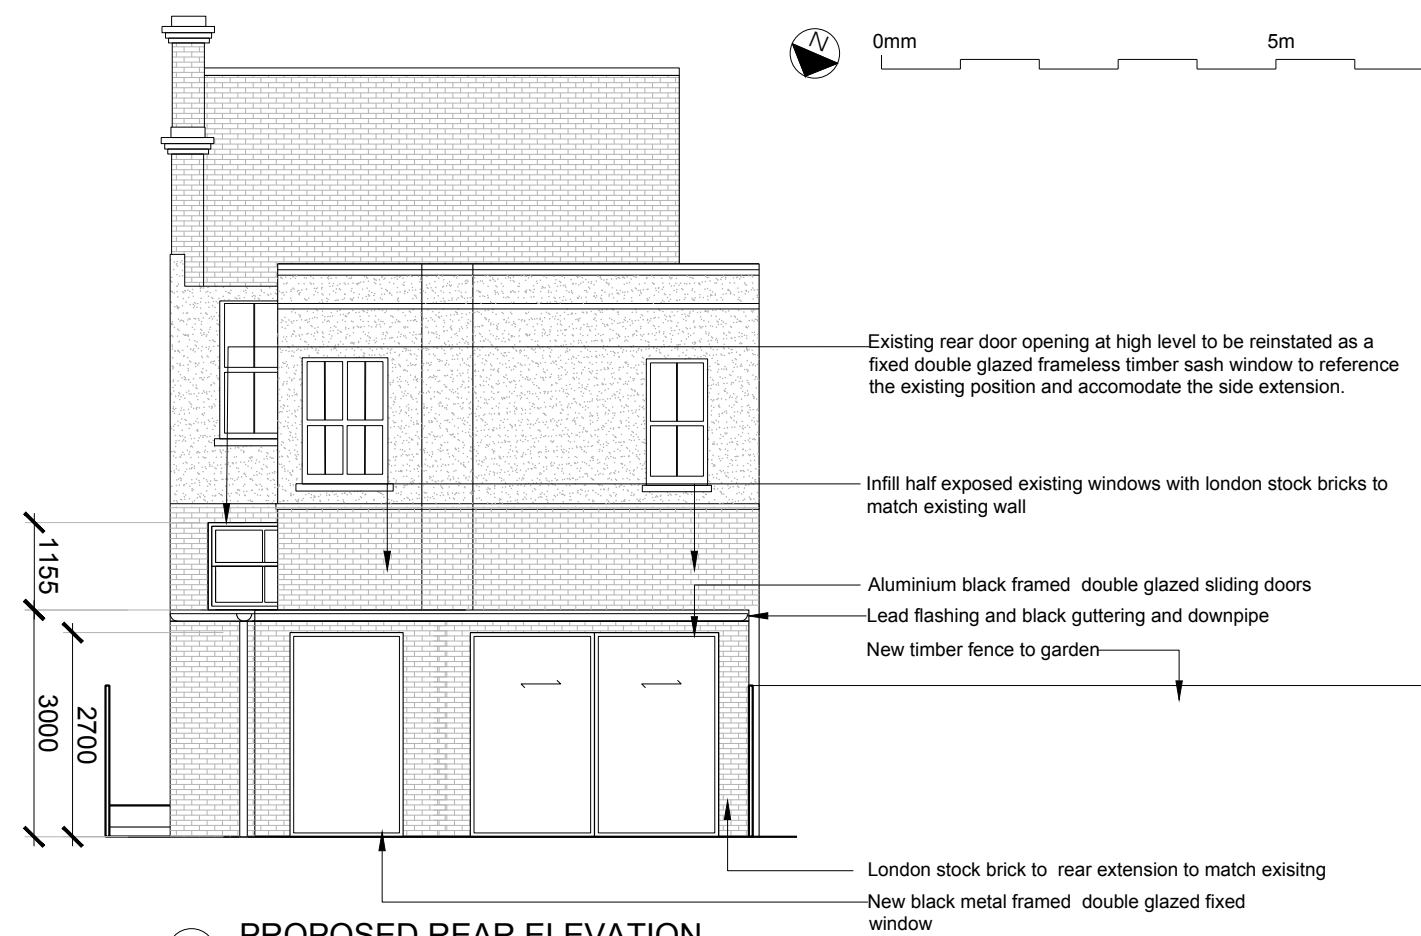 N
0mm 5m
Existing rear door opening at high level to be reinstated as a
fixed double glazed frameless timber sash window to reference
the existing position and accomodate the side extension.
Infill half exposed existing windows with london stock bricks to
match existing wall
1155
Aluminium black framed double glazed sliding doors
Lead flashing and black guttering and downpipe
New timber fence to garden
3000
2700
London stock brick to rear extension to match exisitng
New black metal framed double glazed fixed
window
PROPOSED REAR ELEVATION